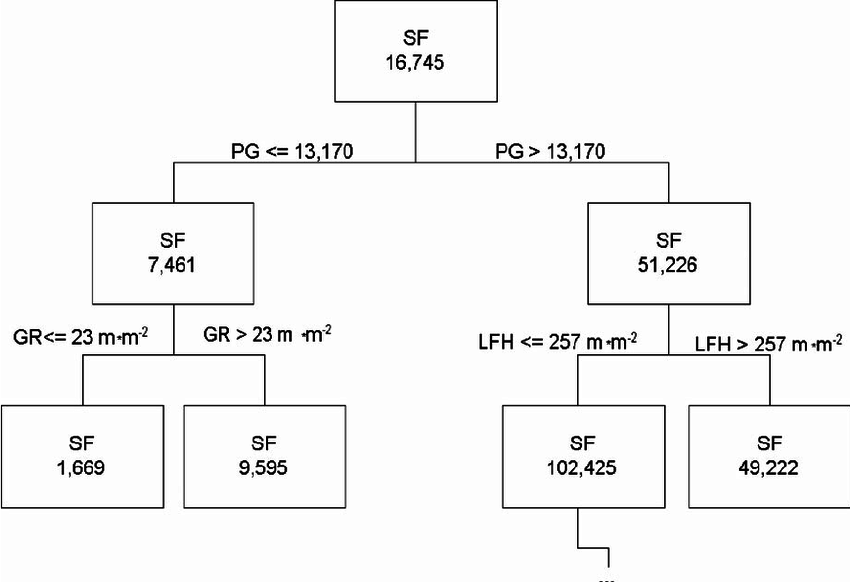 SF
16,745
PG <= 13,170
PG > 13,170
SF
7,461
SF
51,226
GR<= 23 m*m-2
GR > 23 m *m-2
LFH <= 257 m*m-2
LFH > 257 m*m-2
SF
1,669
SF
9,595
SF
102,425
SF
49,222
...